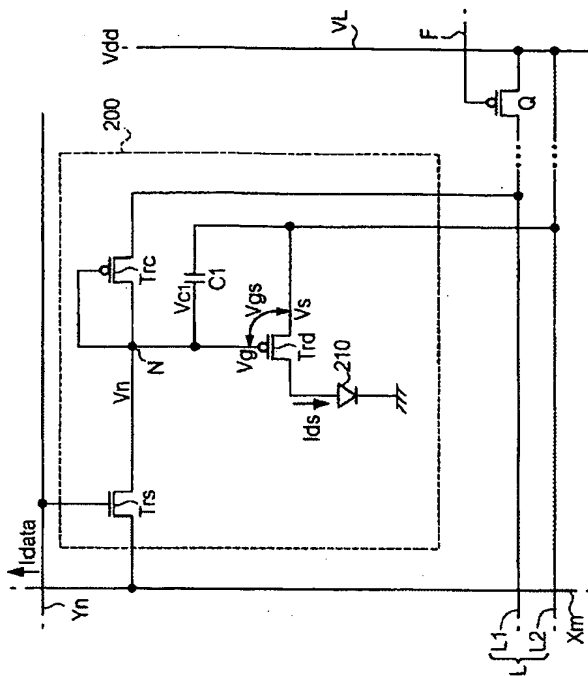 Idata
Yn
200
Vdd
VL
F
Trs
Vn
N
Trc
Vc1
C1
Vg
Vgs
Vs
Trd
Ids
210
Q
L
L1
L2
Xm